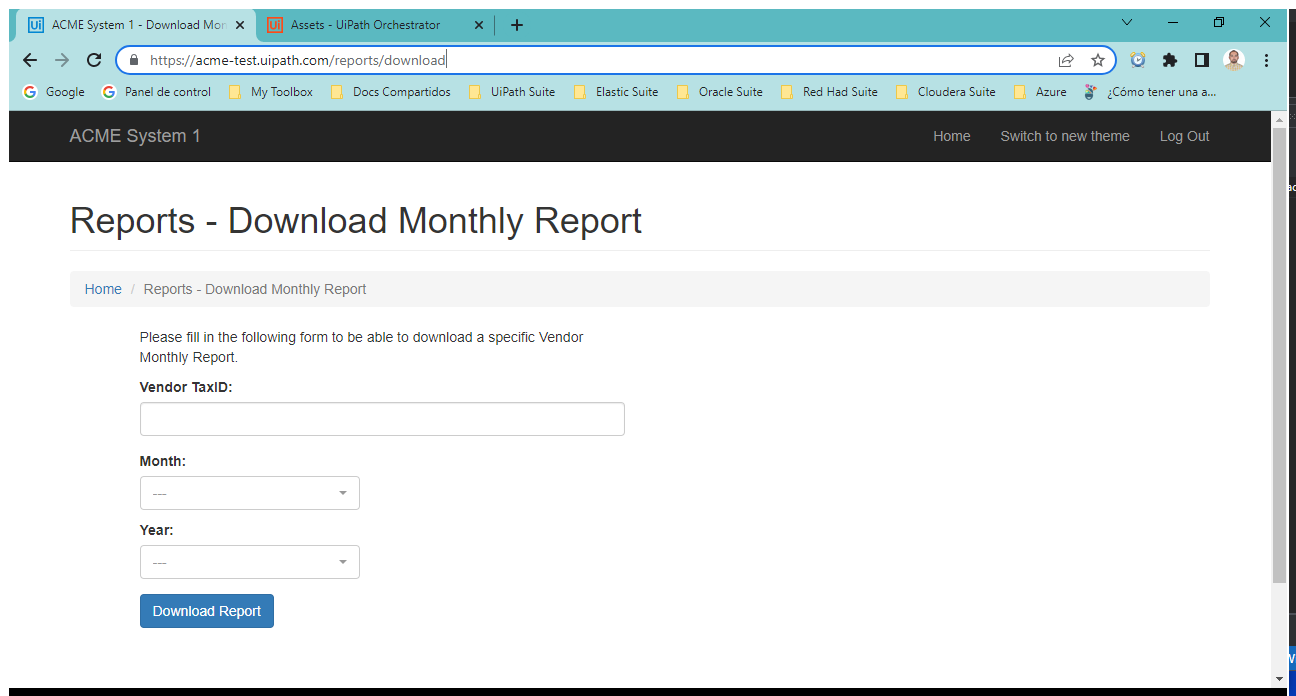 Ui ACME System 1 - Download Mon
Ui Assets - UiPath Orchestrator
https://acme-test.uipath.com/reports/download
Google Panel de control My Toolbox Docs Compartidos UiPath Suite Elastic Suite Oracle Suite Red Had Suite Cloudera Suite Azure ¿Cómo tener una a...
ACME System 1 Home Switch to new theme Log Out
Reports - Download Monthly Report
Home / Reports - Download Monthly Report
Please fill in the following form to be able to download a specific Vendor
Monthly Report.
Vendor TaxID:
Month:
---
Year:
---
Download Report